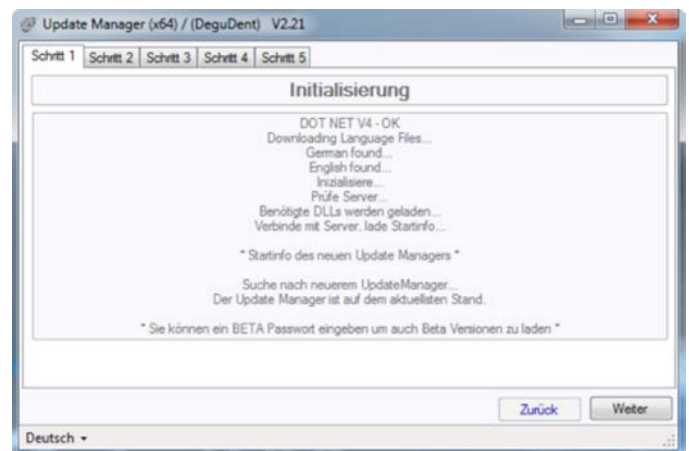 Update Manager (x64) / (DeguDent) V2.21
Schritt 1 Schritt 2 Schritt 3 Schritt 4 Schritt 5
Initialisierung
DOT NET V4 - OK
Downloading Language Files...
German found...
English found...
Inizialisiere...
Prüfe Server...
Benötigte DLLs werden geladen...
Verbinde mit Server, lade Startinfo...
* Startinfo des neuen Update Managers *
Suche nach neuerem UpdateManager...
Der Update Manager ist auf dem aktuellsten Stand.
* Sie können ein BETA Passwort eingeben um auch Beta Versionen zu laden *
Zurück Weiter
Deutsch